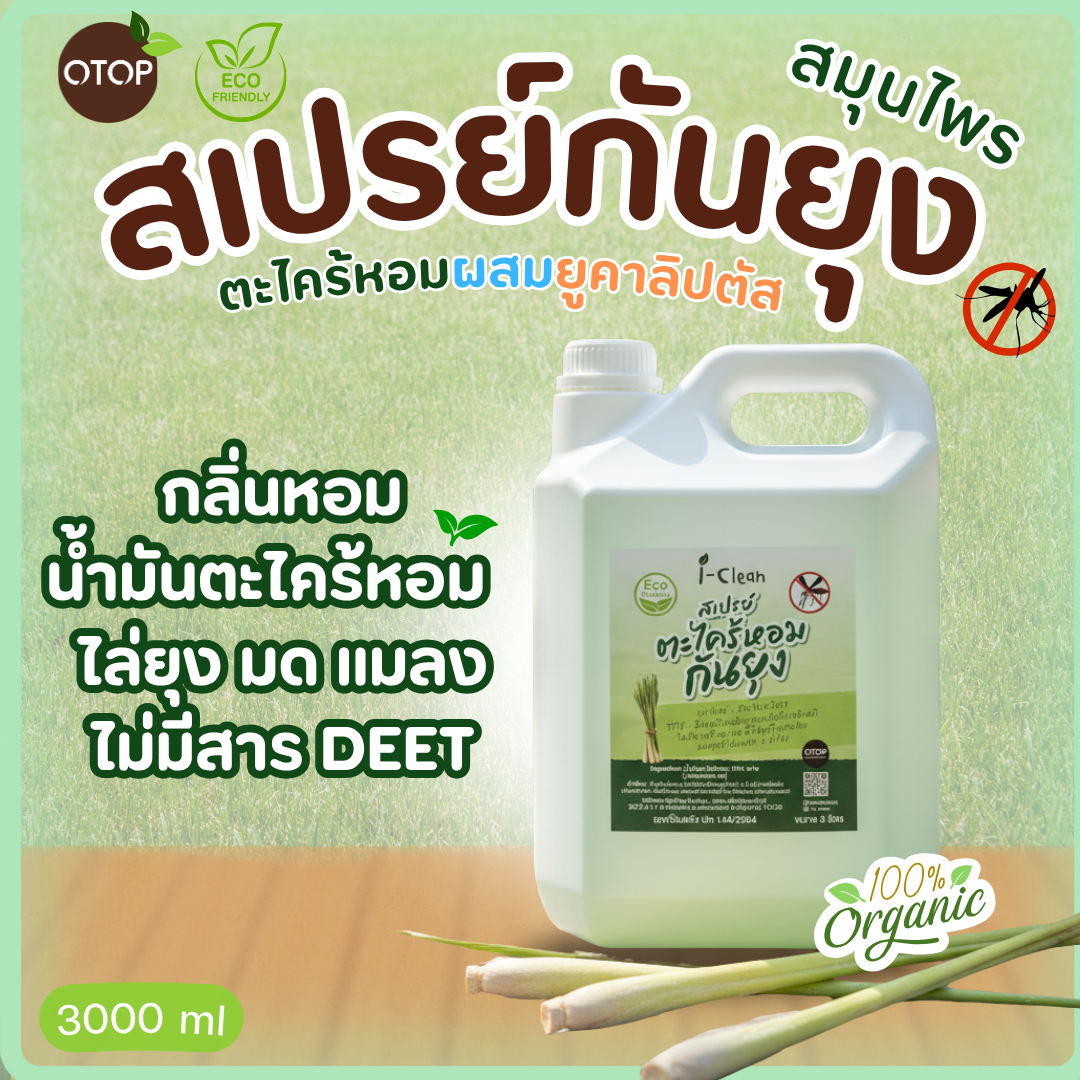 OTOP
ECO
FRIENDLY
สมุนไพร
สเปรย์กันยุง
ตะไคร้หอมผสมยูคาลิปตัส
กลิ่นหอม
น้ำมันตะไคร้หอม
ไล่ยุง มด แมลง
ไม่มีสาร DEET
i-Clean
Eco
สเปรย์
ตะไคร้หอม
กันยุง
OTOP
100%
Organic
3000 ml